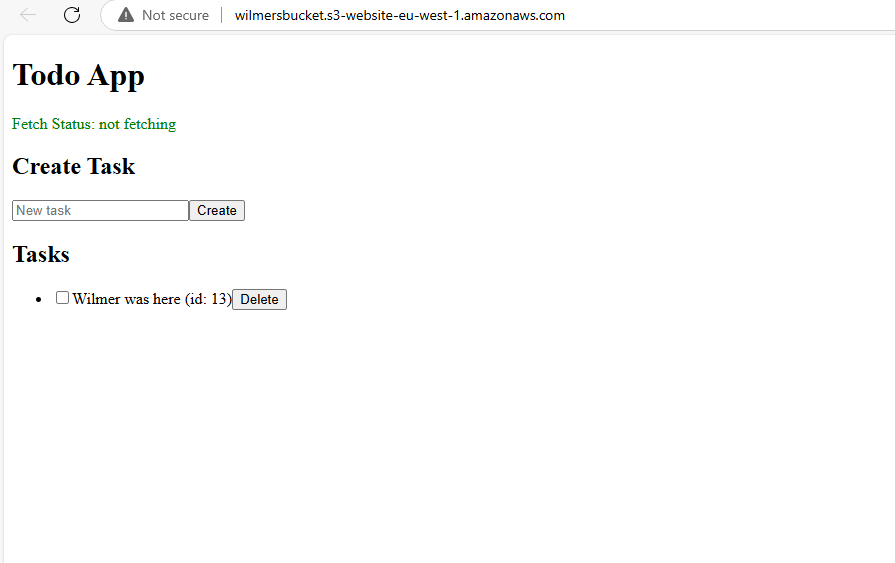 Not secure wilmersbucket.s3-website-eu-west-1.amazonaws.com
Todo App
Fetch Status: not fetching
Create Task
New task Create
Tasks
Wilmer was here (id: 13) Delete